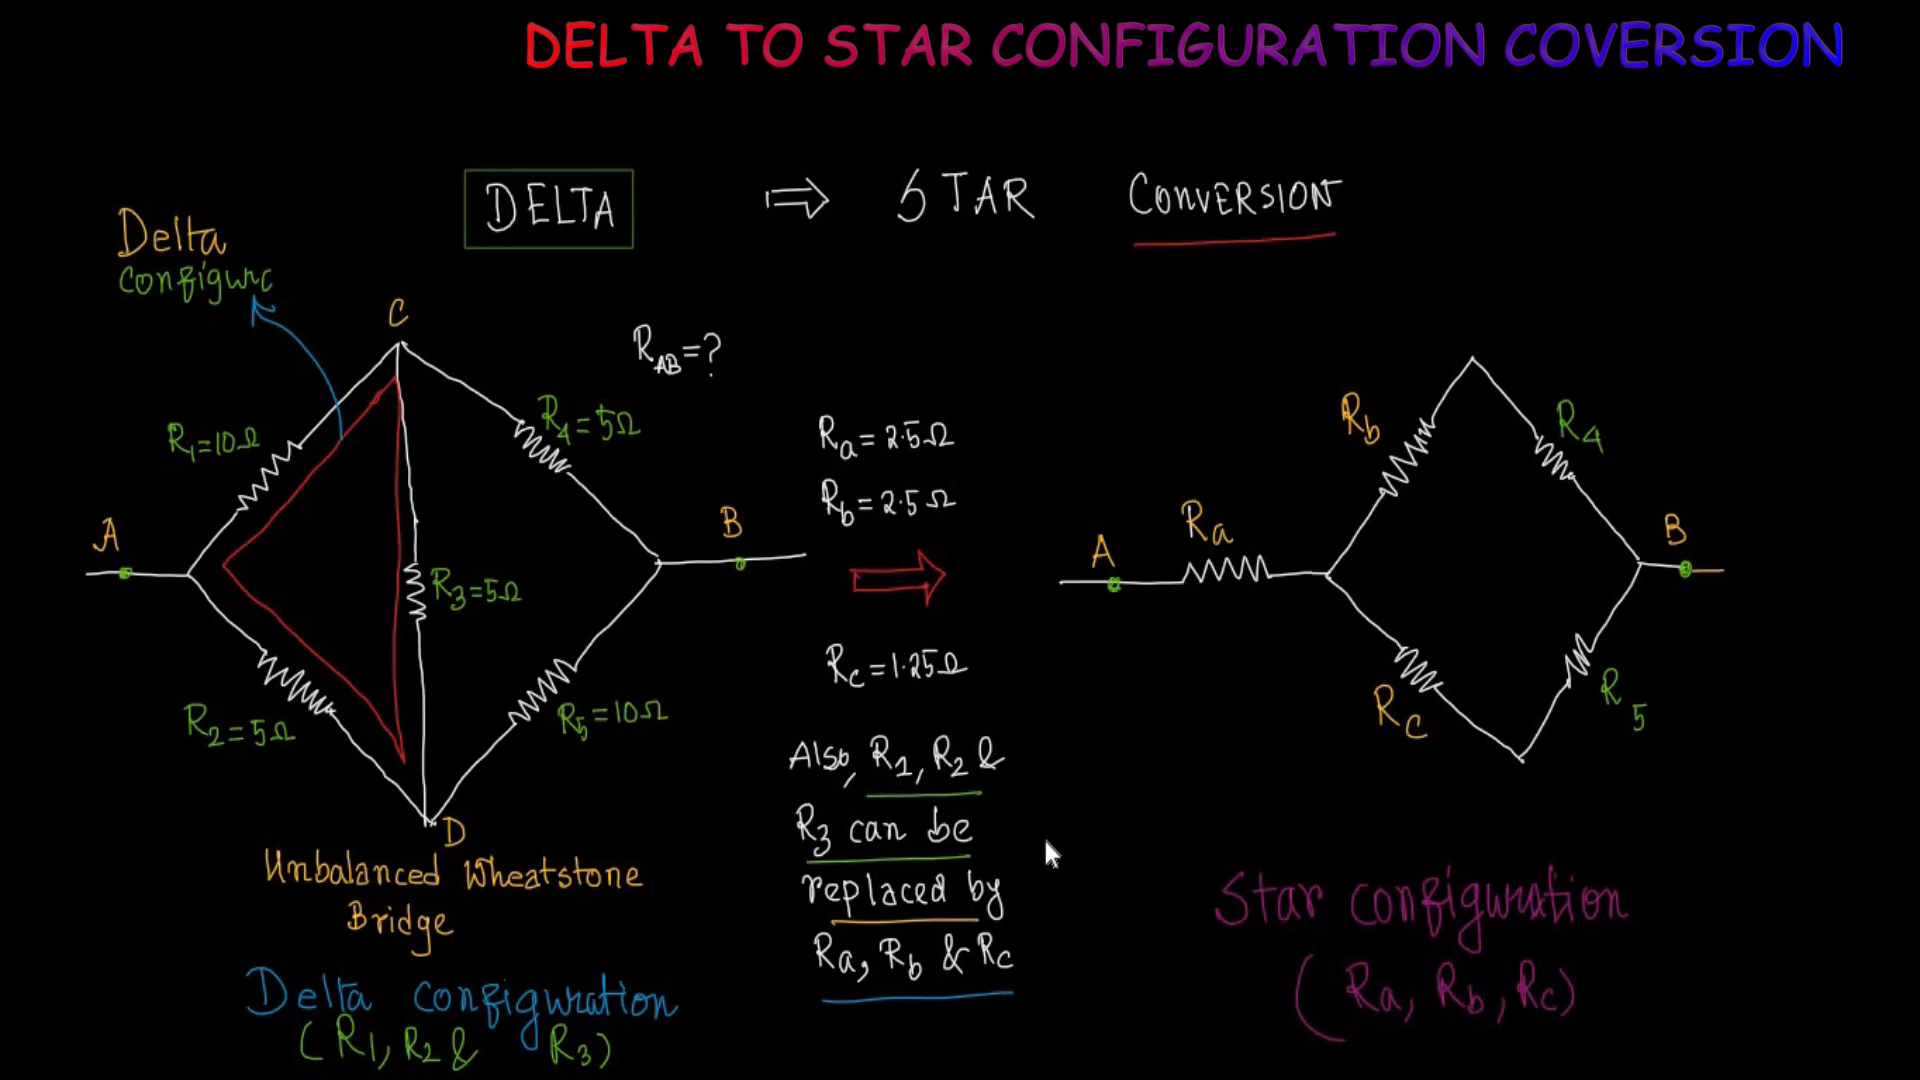 DELTA TO STAR CONFIGURATION COVERSION
DELTA ⇒ STAR CONVERSION
Delta
Configurc
C
R_AB = ?
R1=10Ω
R4=5Ω
A
B
R3=5Ω
R2=5Ω
R5=10Ω
D
Unbalanced Wheatstone
Bridge
Delta configuration
(R1, R2 & R3)
Ra=2.5Ω
Rb=2.5Ω
Rc=1.25Ω
Also, R1, R2 &
R3 can be
replaced by
Ra, Rb & Rc
Rb
R4
A
Ra
B
Rc
R5
Star configuration
(Ra, Rb, Rc)